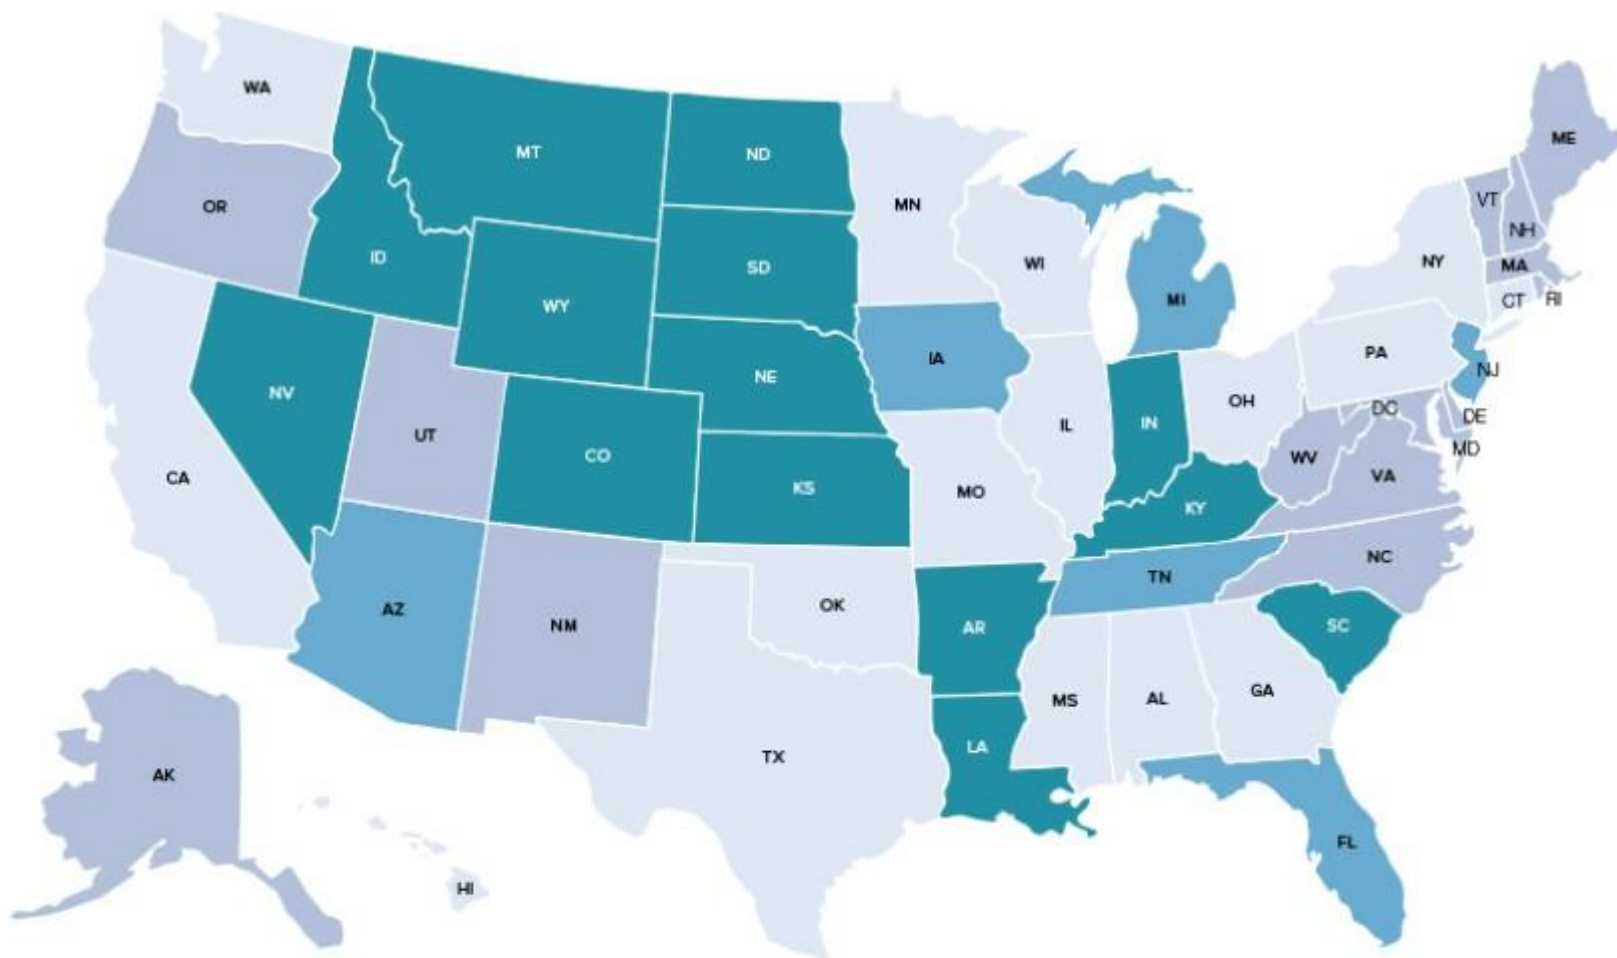 WA
MT
ND
ME
OR
MN
VT
NH
ID
SD
WI
NY
MA
WY
MI
CT
RI
IA
PA
NV
NE
NJ
UT
OH
DC
DE
CO
IL
IN
MD
CA
KS
MO
WV
VA
KY
AZ
OK
TN
NC
NM
AR
SC
MS
AL
GA
TX
LA
AK
FL
HI